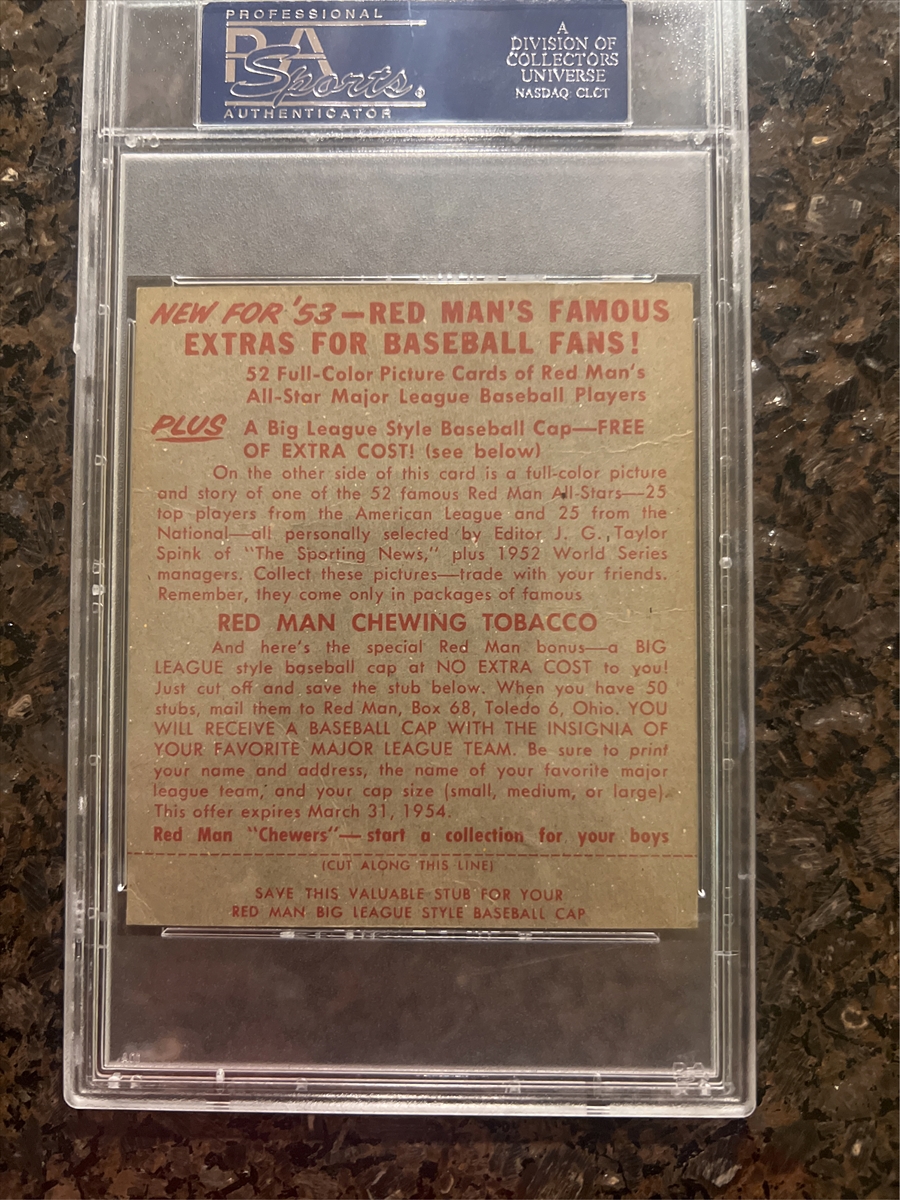 PROFESSIONAL
PSA
Sports
AUTHENTICATOR
A
DIVISION OF
COLLECTORS
UNIVERSE
NASDAQ: CLCT
NEW FOR '53—RED MAN'S FAMOUS
EXTRAS FOR BASEBALL FANS!
52 Full-Color Picture Cards of Red Man's
All-Star Major League Baseball Players
PLUS A Big League Style Baseball Cap—FREE
OF EXTRA COST! (see below)
On the other side of this card is a full-color picture
and story of one of the 52 famous Red Man All-Stars—25
top players from the American League and 25 from the
National—all personally selected by Editor J. G. Taylor
Spink of "The Sporting News," plus 1952 World Series
managers. Collect these pictures—trade with your friends.
Remember, they come only in packages of famous
RED MAN CHEWING TOBACCO
And here's the special Red Man bonus—a BIG
LEAGUE style baseball cap at NO EXTRA COST to you!
Just cut off and save the stub below. When you have 50
stubs, mail them to Red Man, Box 68, Toledo 6, Ohio. YOU
WILL RECEIVE A BASEBALL CAP WITH THE INSIGNIA OF
YOUR FAVORITE MAJOR LEAGUE TEAM. Be sure to print
your name and address, the name of your favorite major
league team, and your cap size (small, medium, or large).
This offer expires March 31, 1954.
Red Man "Chewers"—start a collection for your boys
(CUT ALONG THIS LINE)
SAVE THIS VALUABLE STUB FOR YOUR
RED MAN BIG LEAGUE STYLE BASEBALL CAP